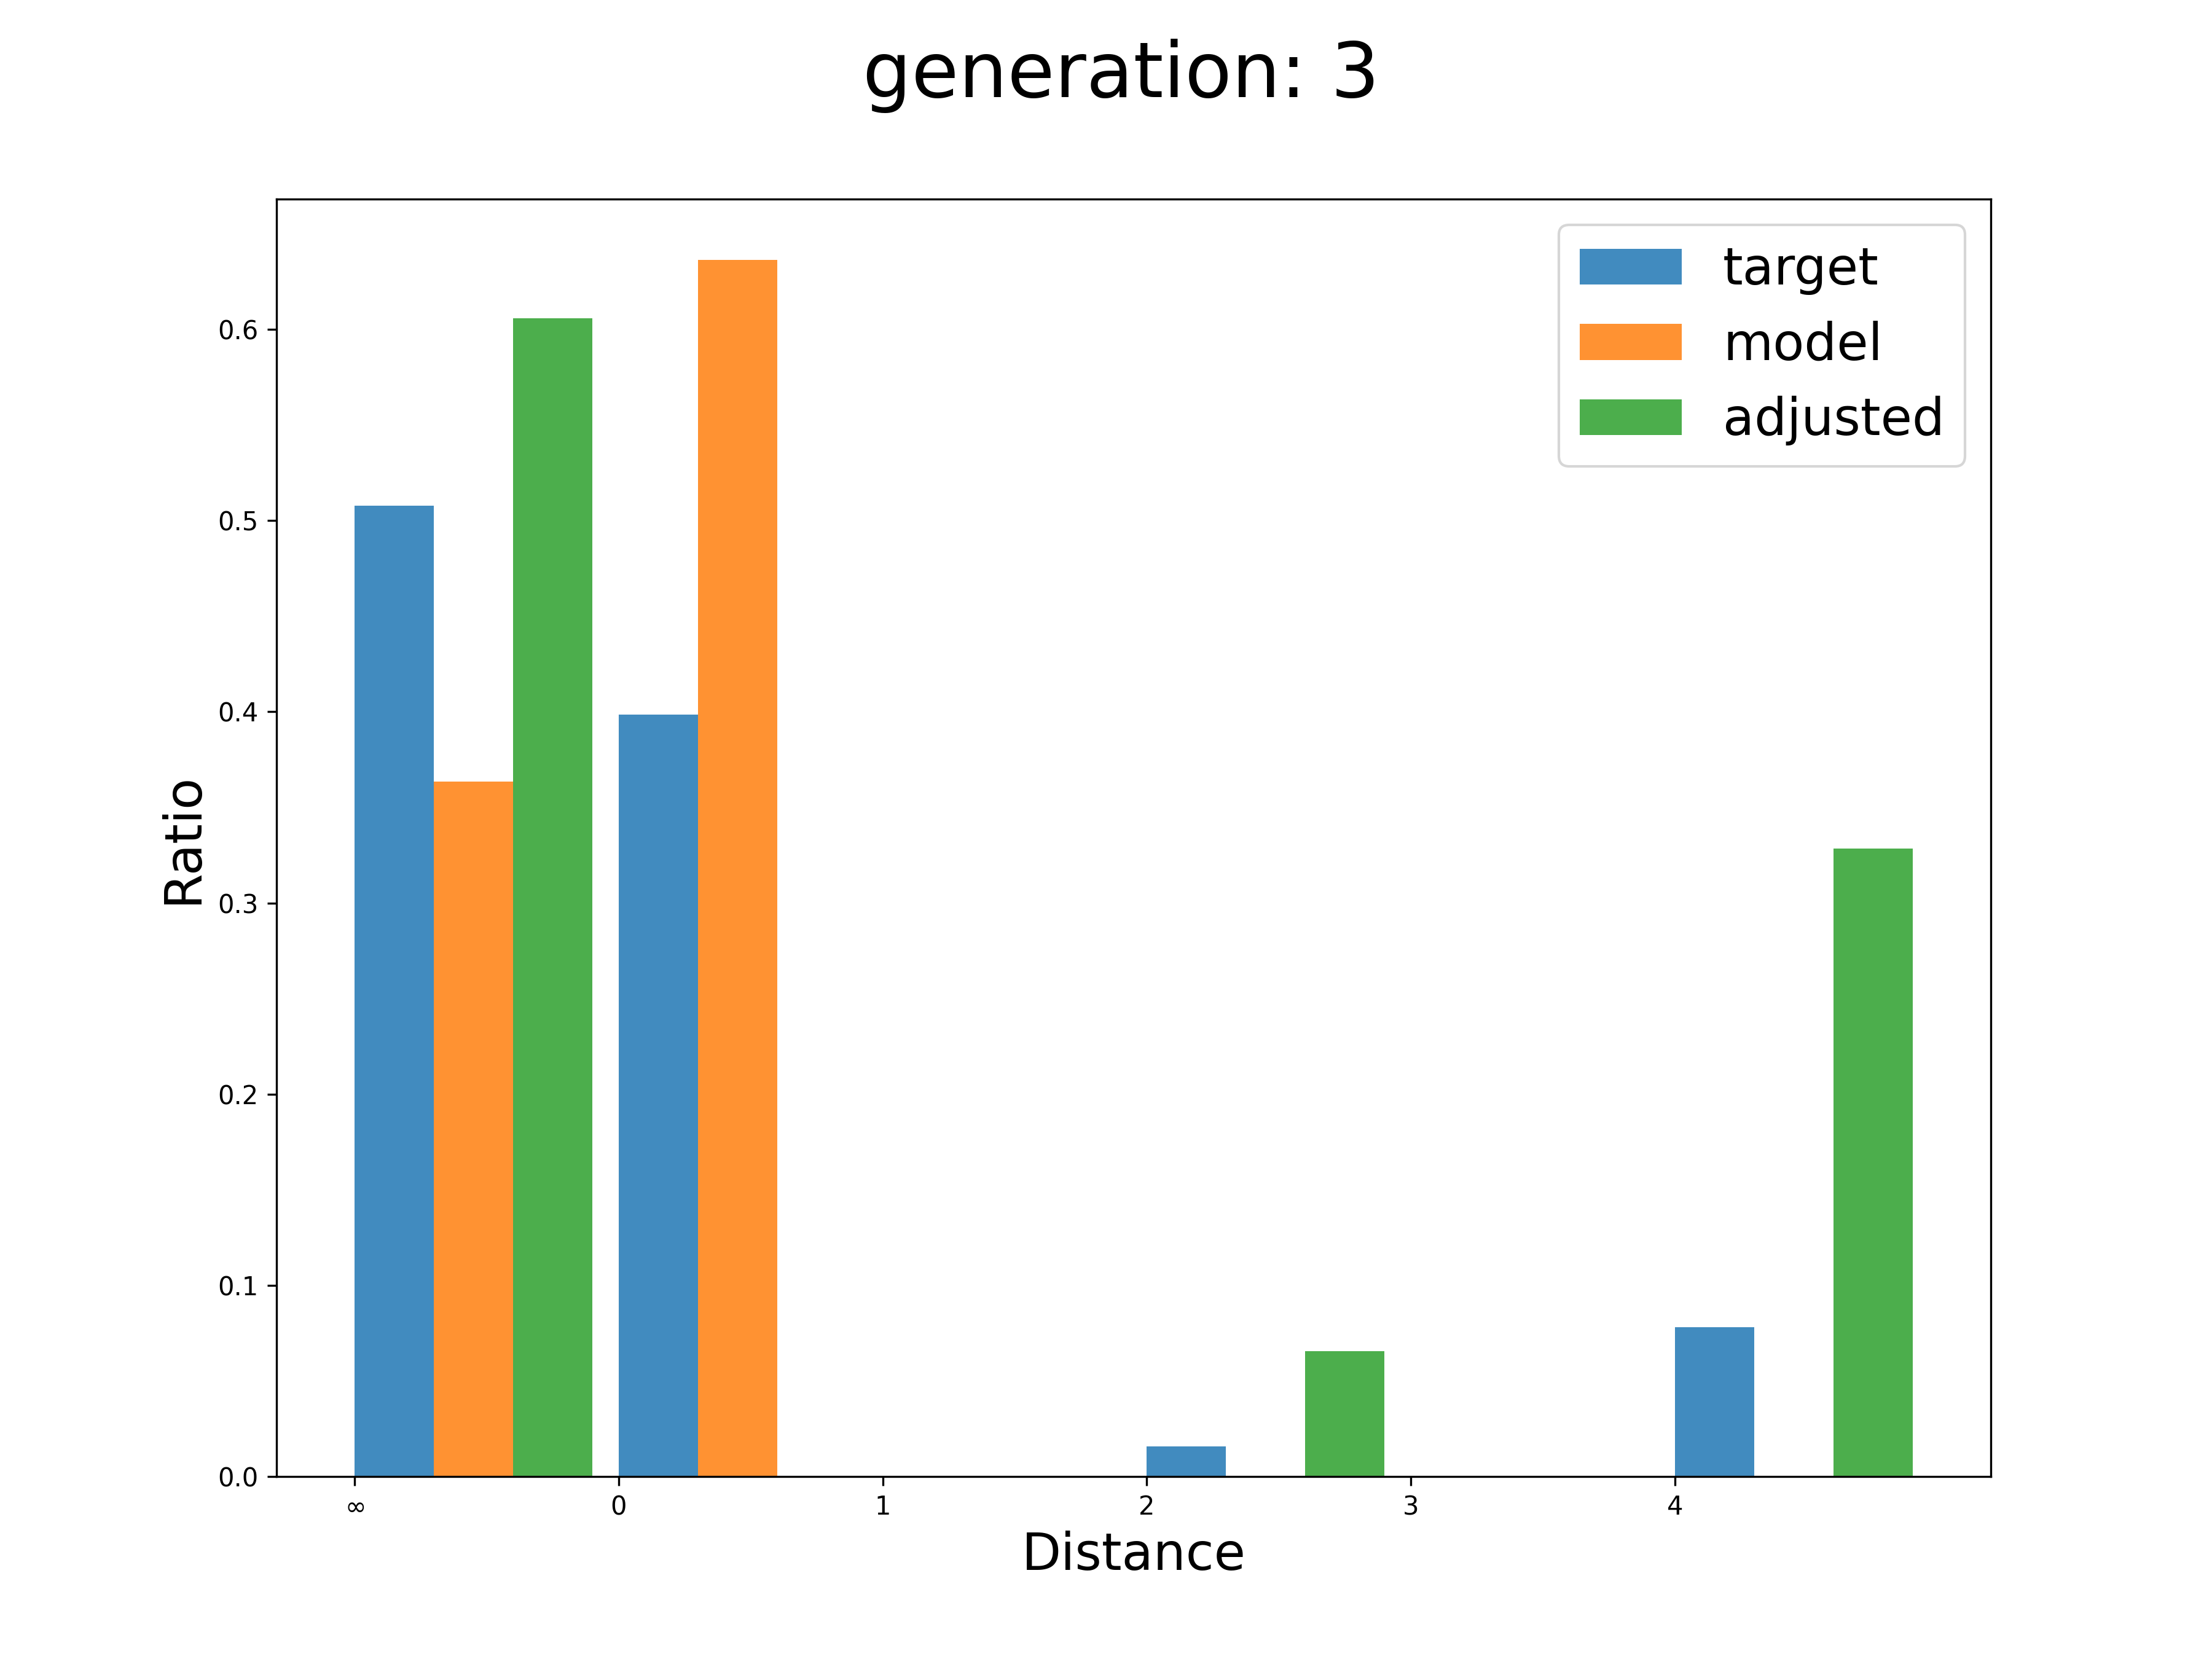 generation: 3
target
model
adjusted
Ratio
0.6
0.5
0.4
0.3
0.2
0.1
0.0
∞ 0 1 2 3 4
Distance